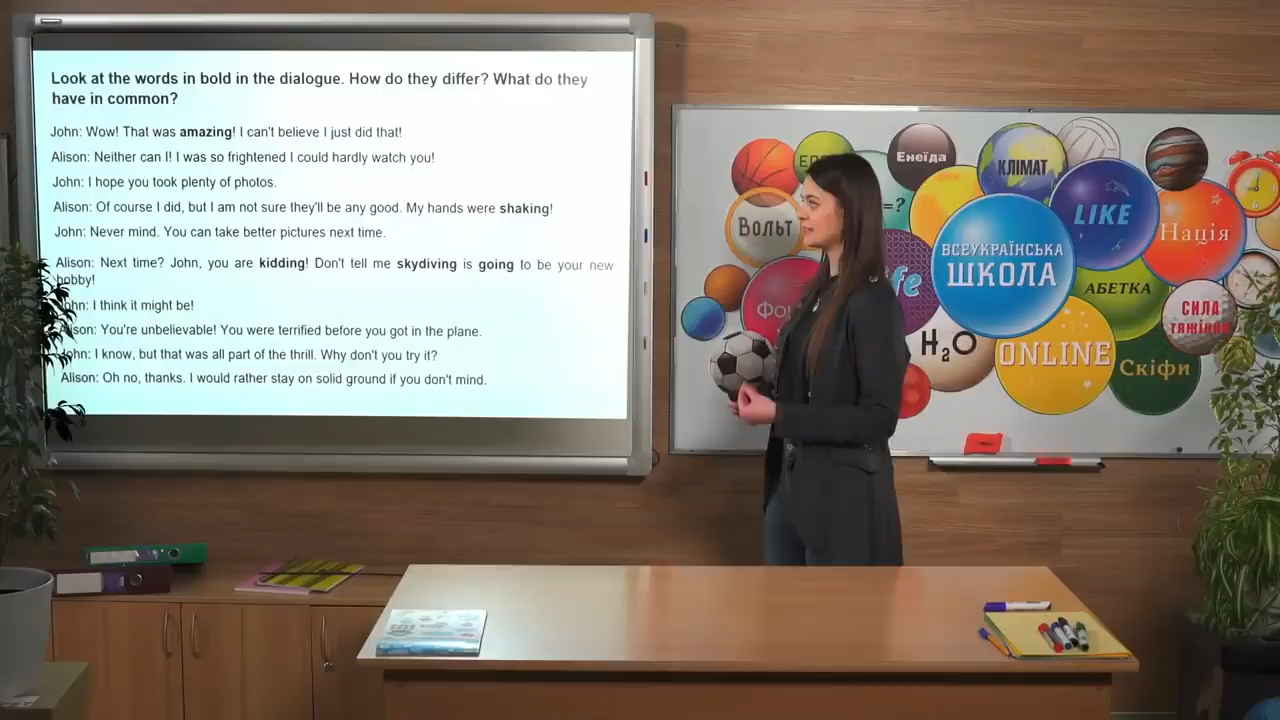 Look at the words in bold in the dialogue. How do they differ? What do they
have in common?
John: Wow! That was amazing! I can't believe I just did that!
Alison: Neither can I! I was so frightened I could hardly watch you!
John: I hope you took plenty of photos.
Alison: Of course I did, but I am not sure they'll be any good. My hands were shaking!
John: Never mind. You can take better pictures next time.
Alison: Next time? John, you are kidding! Don't tell me skydiving is going to be your new
hobby!
John: I think it might be!
Alison: You're unbelievable! You were terrified before you got in the plane.
John: I know, but that was all part of the thrill. Why don't you try it?
Alison: Oh no, thanks. I would rather stay on solid ground if you don't mind.
Енеїда
КЛІМАТ
=?
Вольт
LIKE
Нація
ВСЕУКРАЇНСЬКА
ШКОЛА
АБЕТКА
СИЛА
ТЯЖІННЯ
H₂O
ONLINE
Скіфи